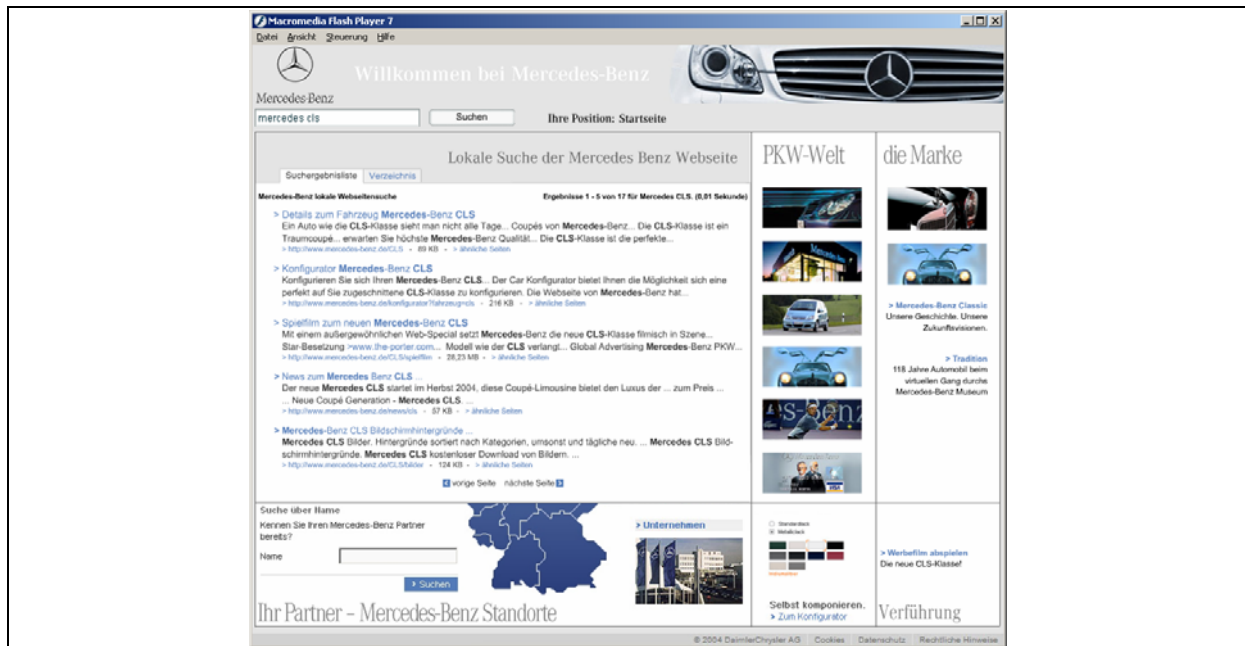 Macromedia Flash Player 7
Datei Ansicht Steuerung Hilfe
Willkommen bei Mercedes-Benz
Mercedes-Benz
mercedes cls
Suchen
Ihre Position: Startseite
Lokale Suche der Mercedes Benz Webseite
Suchergebnisliste Verzeichnis
Mercedes-Benz lokale Webseitensuche
Ergebnisse 1 - 5 von 17 für Mercedes CLS. (0,01 Sekunde)
> Details zum Fahrzeug Mercedes-Benz CLS
Ein Auto wie die CLS-Klasse sieht man nicht alle Tage... Coupés von Mercedes-Benz... Die CLS-Klasse ist ein
Traumcoupé... erwarten Sie höchste Mercedes-Benz Qualität... Die CLS-Klasse ist die perfekte...
> http://www.mercedes-benz.de/CLS - 89 KB - > ähnliche Seiten
> Konfigurator Mercedes-Benz CLS
Konfigurieren Sie sich Ihren Mercedes-Benz CLS... Der Car Konfigurator bietet Ihnen die Möglichkeit sich eine
perfekt auf Sie zugeschnittene CLS-Klasse zu konfigurieren. Die Webseite von Mercedes-Benz hat...
> http://www.mercedes-benz.de/konfigurator?fahrzeug=cls - 216 KB - > ähnliche Seiten
> Spielfilm zum neuen Mercedes-Benz CLS
Mit einem außergewöhnlichen Web-Special setzt Mercedes-Benz die neue CLS-Klasse filmisch in Szene...
Star-Besetzung >www.the-porter.com... Modell wie der CLS verlangt... Global Advertising Mercedes-Benz PKW...
> http://www.mercedes-benz.de/CLS/spielfilm - 28,23 MB - > ähnliche Seiten
> News zum Mercedes Benz CLS ...
Der neue Mercedes CLS startet im Herbst 2004, diese Coupé-Limousine bietet den Luxus der ... zum Preis ...
... Neue Coupé Generation - Mercedes CLS. ...
> http://www.mercedes-benz.de/news/cls - 57 KB - > ähnliche Seiten
> Mercedes-Benz CLS Bildschirmhintergründe ...
Mercedes CLS Bilder. Hintergründe sortiert nach Kategorien, umsonst und tägliche neu. ... Mercedes CLS Bild-
schirmhintergründe. Mercedes CLS kostenloser Download von Bildern. ...
> http://www.mercedes-benz.de/CLS/bilder - 124 KB - > ähnliche Seiten
vorige Seite nächste Seite
PKW-Welt
s-Benz
VISA
die Marke
> Mercedes-Benz Classic
Unsere Geschichte. Unsere
Zukunftsvisionen.
> Tradition
118 Jahre Automobil beim
virtuellen Gang durchs
Mercedes-Benz Museum
Suche über Name
Kennen Sie Ihren Mercedes-Benz Partner
bereits?
Name
> Suchen
Ihr Partner – Mercedes-Benz Standorte
> Unternehmen
Selbst komponieren.
> Zum Konfigurator
> Werbefilm abspielen
Die neue CLS-Klasse!
Verführung
© 2004 DaimlerChrysler AG Cookies Datenschutz Rechtliche Hinweise